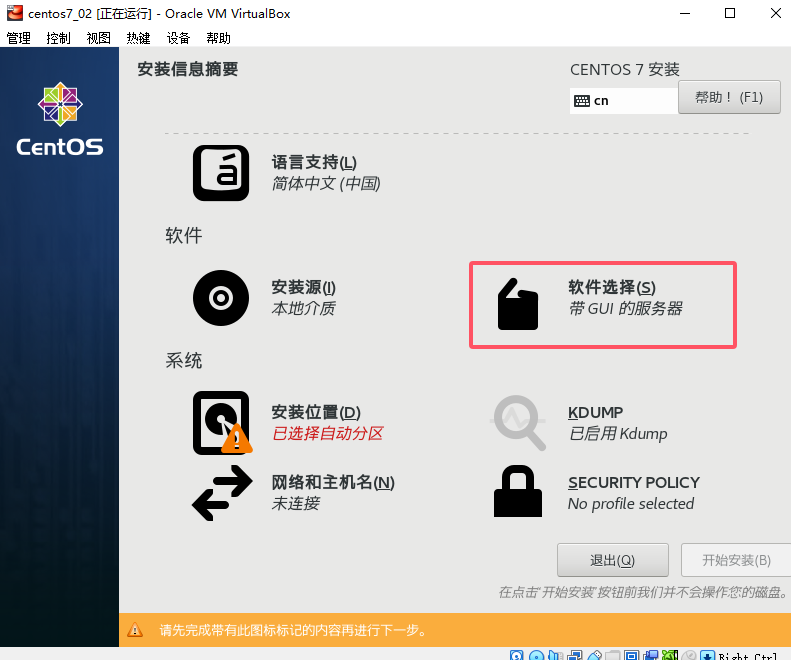 centos7_02 [正在运行] - Oracle VM VirtualBox
管理 控制 视图 热键 设备 帮助
安装信息摘要
CENTOS 7 安装
cn
帮助！ (F1)
CentOS
语言支持(L)
简体中文 (中国)
软件
安装源(I)
本地介质
软件选择(S)
带 GUI 的服务器
系统
安装位置(D)
已选择自动分区
KDUMP
已启用 Kdump
网络和主机名(N)
未连接
SECURITY POLICY
No profile selected
退出(Q)
开始安装(B)
在点击“开始安装”按钮前我们并不会操作您的磁盘。
请先完成带有此图标标记的内容再进行下一步。
Right Ctrl